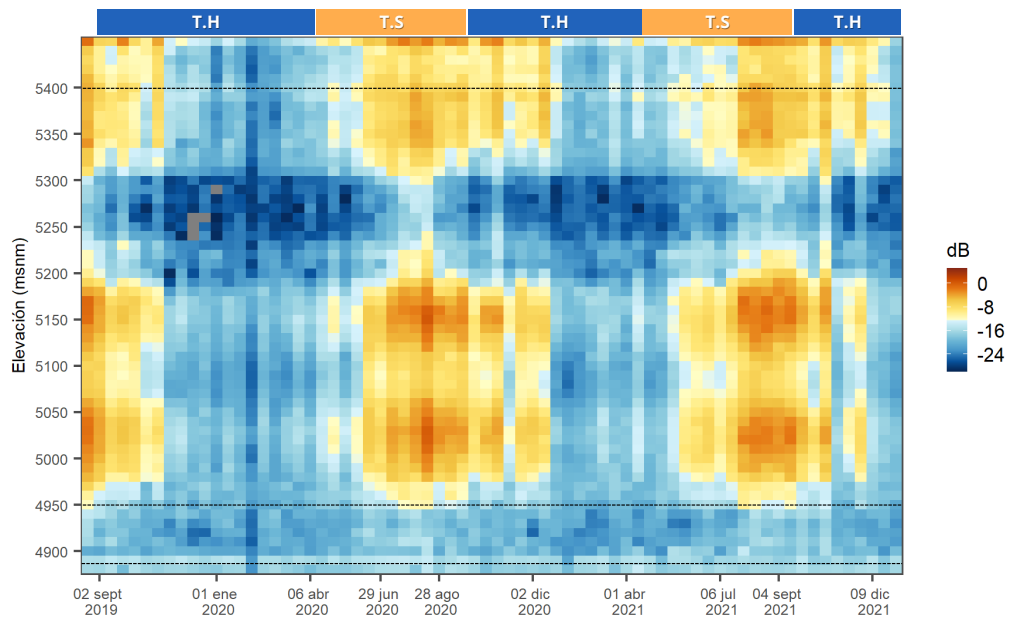 T.H
T.S
T.H
T.S
T.H
Elevación (msnm)
5400
5350
5300
5250
5200
5150
5100
5050
5000
4950
4900
02 sept
2019
01 ene
2020
06 abr
2020
29 jun
2020
28 ago
2020
02 dic
2020
01 abr
2021
06 jul
2021
04 sept
2021
09 dic
2021
dB
0
-8
-16
-24